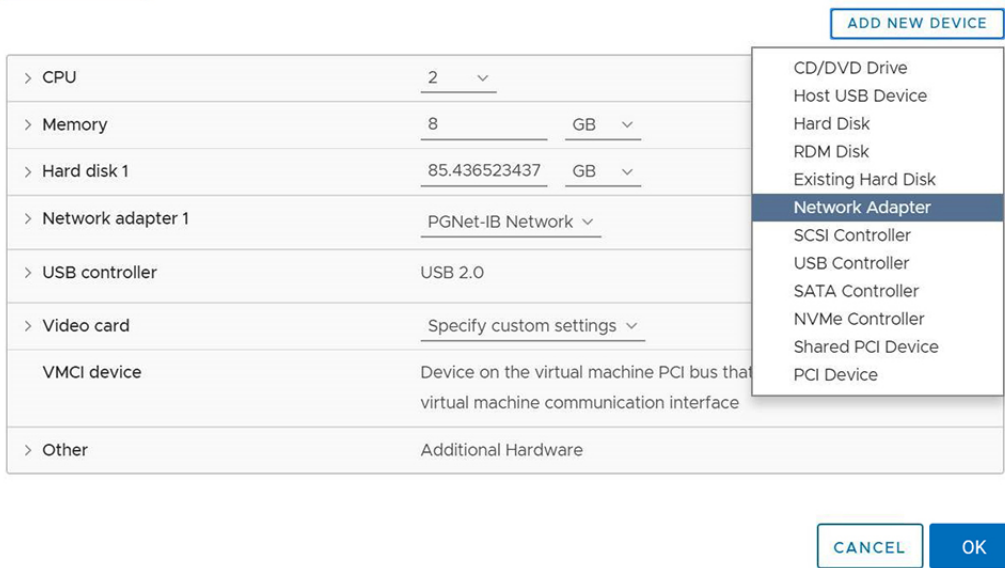 ADD NEW DEVICE
CPU 2
Memory 8 GB
Hard disk 1 85.436523437 GB
Network adapter 1 PGNet-IB Network
USB controller USB 2.0
Video card Specify custom settings
VMCI device Device on the virtual machine PCI bus that
virtual machine communication interface
Other Additional Hardware
CD/DVD Drive
Host USB Device
Hard Disk
RDM Disk
Existing Hard Disk
Network Adapter
SCSI Controller
USB Controller
SATA Controller
NVMe Controller
Shared PCI Device
PCI Device
CANCEL OK